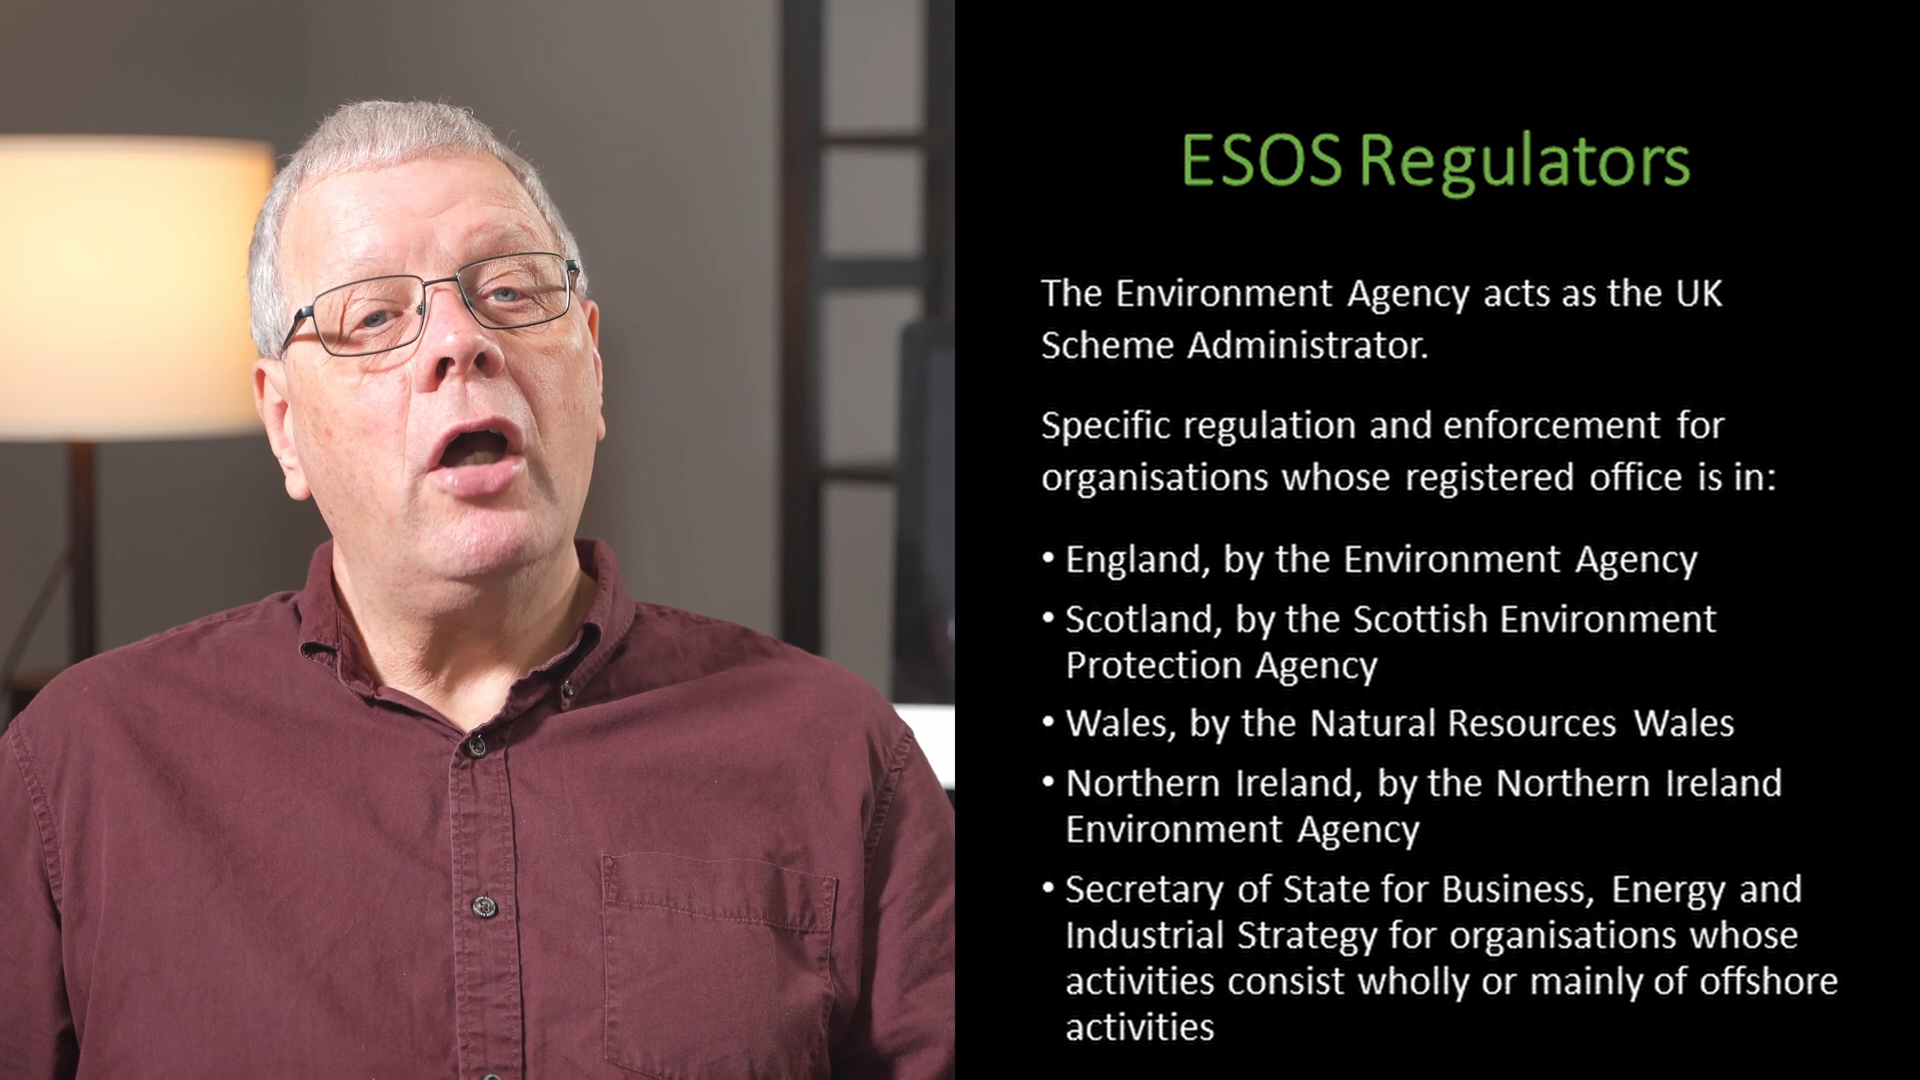 ESOS Regulators
The Environment Agency acts as the UK
Scheme Administrator.
Specific regulation and enforcement for
organisations whose registered office is in:
• England, by the Environment Agency
• Scotland, by the Scottish Environment
Protection Agency
• Wales, by the Natural Resources Wales
• Northern Ireland, by the Northern Ireland
Environment Agency
• Secretary of State for Business, Energy and
Industrial Strategy for organisations whose
activities consist wholly or mainly of offshore
activities